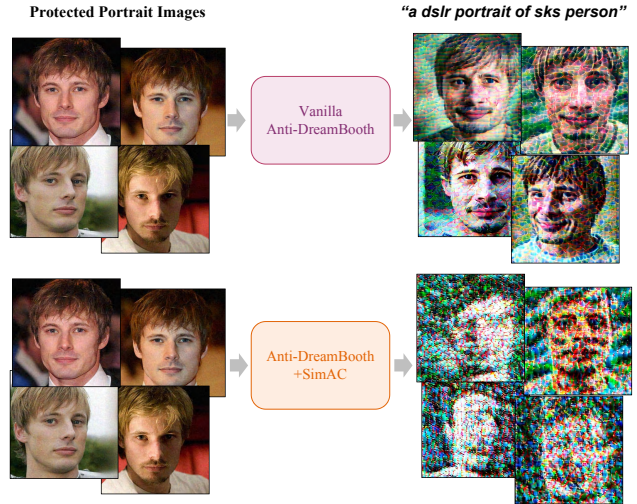 Protected Portrait Images
“a dslr portrait of sks person”
Vanilla
Anti-DreamBooth
Anti-DreamBooth
+SimAC